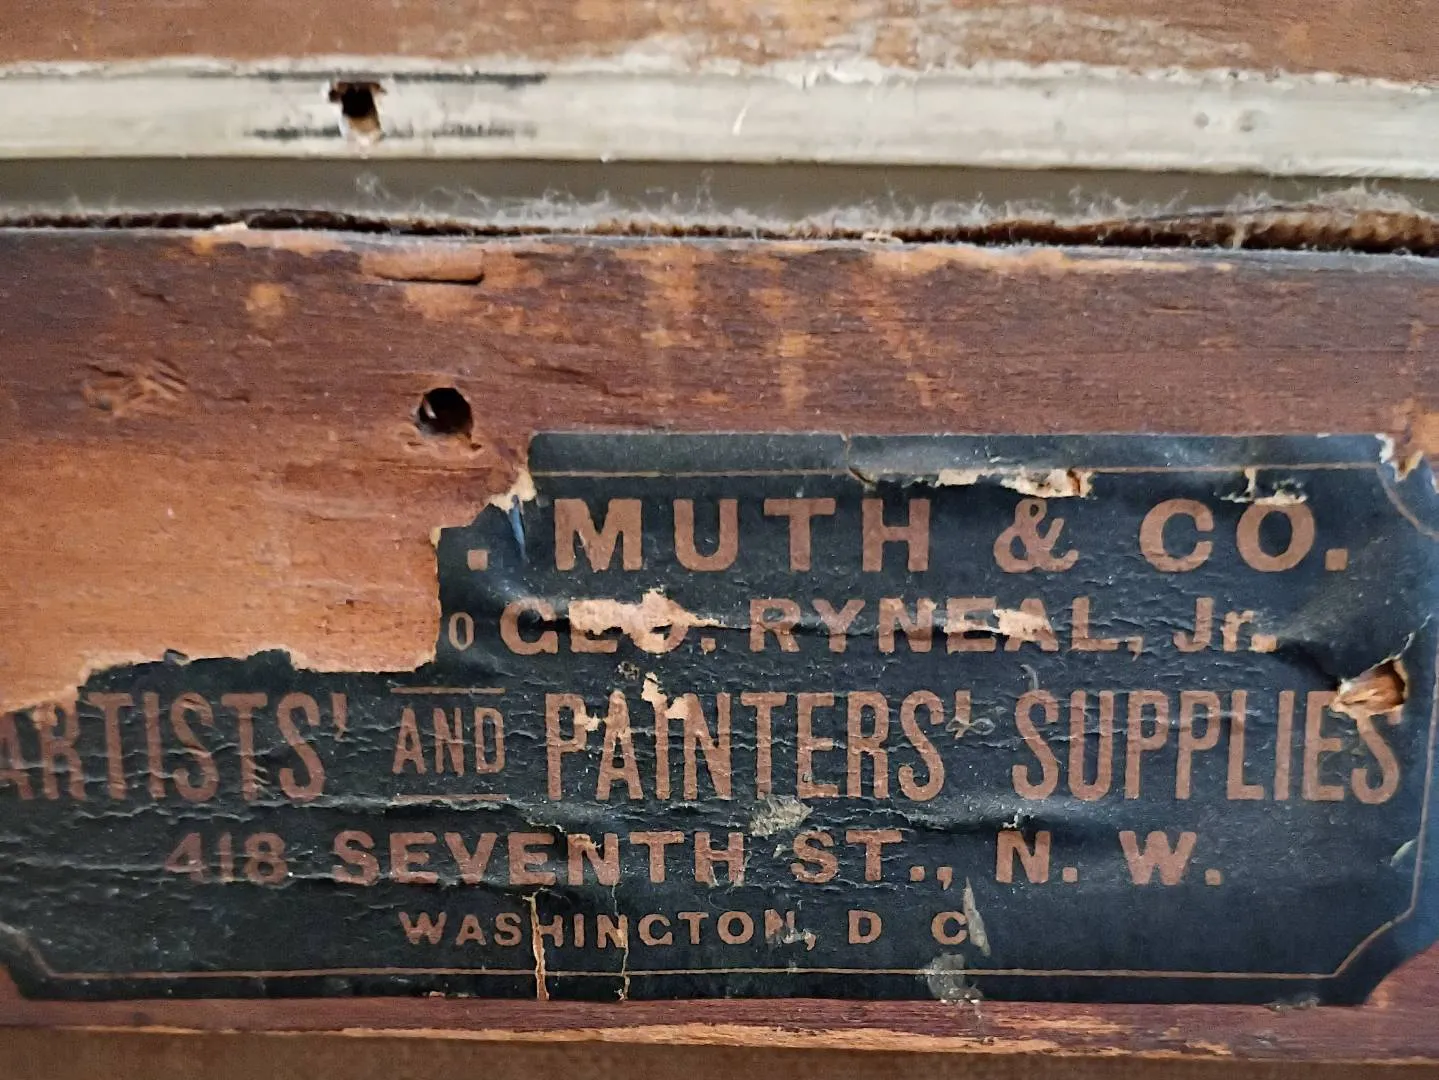 . MUTH & CO.
O GEO. RYNEAL, Jr.
ARTISTS' AND PAINTERS' SUPPLIES
418 SEVENTH ST., N. W.
WASHINGTON, D C